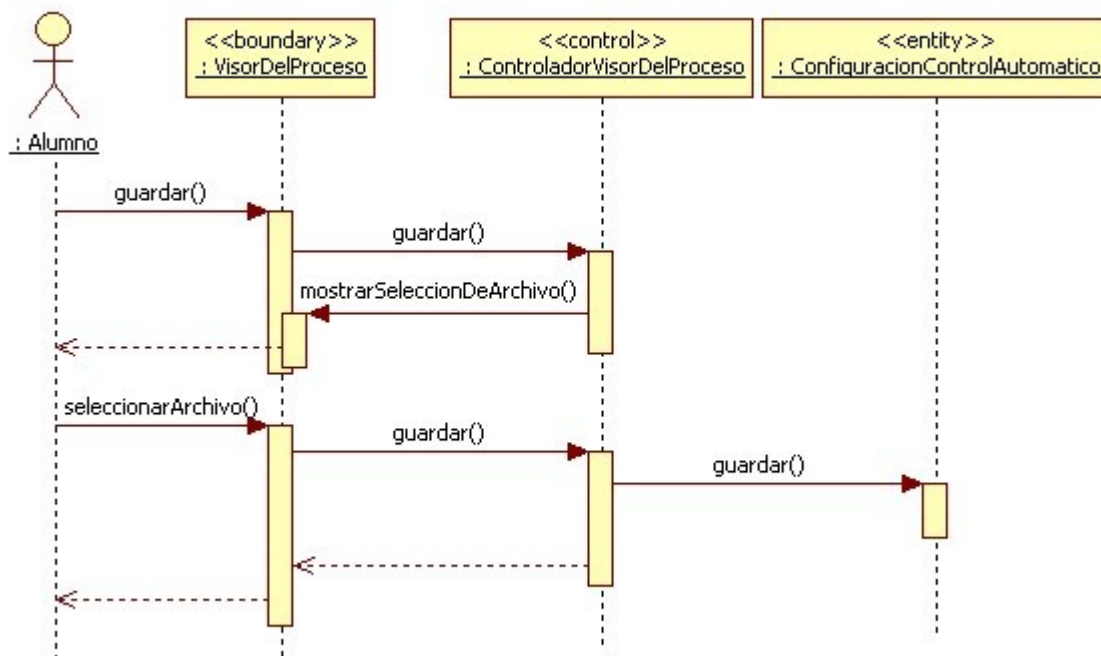 <<boundary>>
: VisorDelProceso
<<control>>
: ControladorVisorDelProceso
<<entity>>
: ConfiguracionControlAutomatico
: Alumno
guardar()
guardar()
mostrarSeleccionDeArchivo()
seleccionarArchivo()
guardar()
guardar()